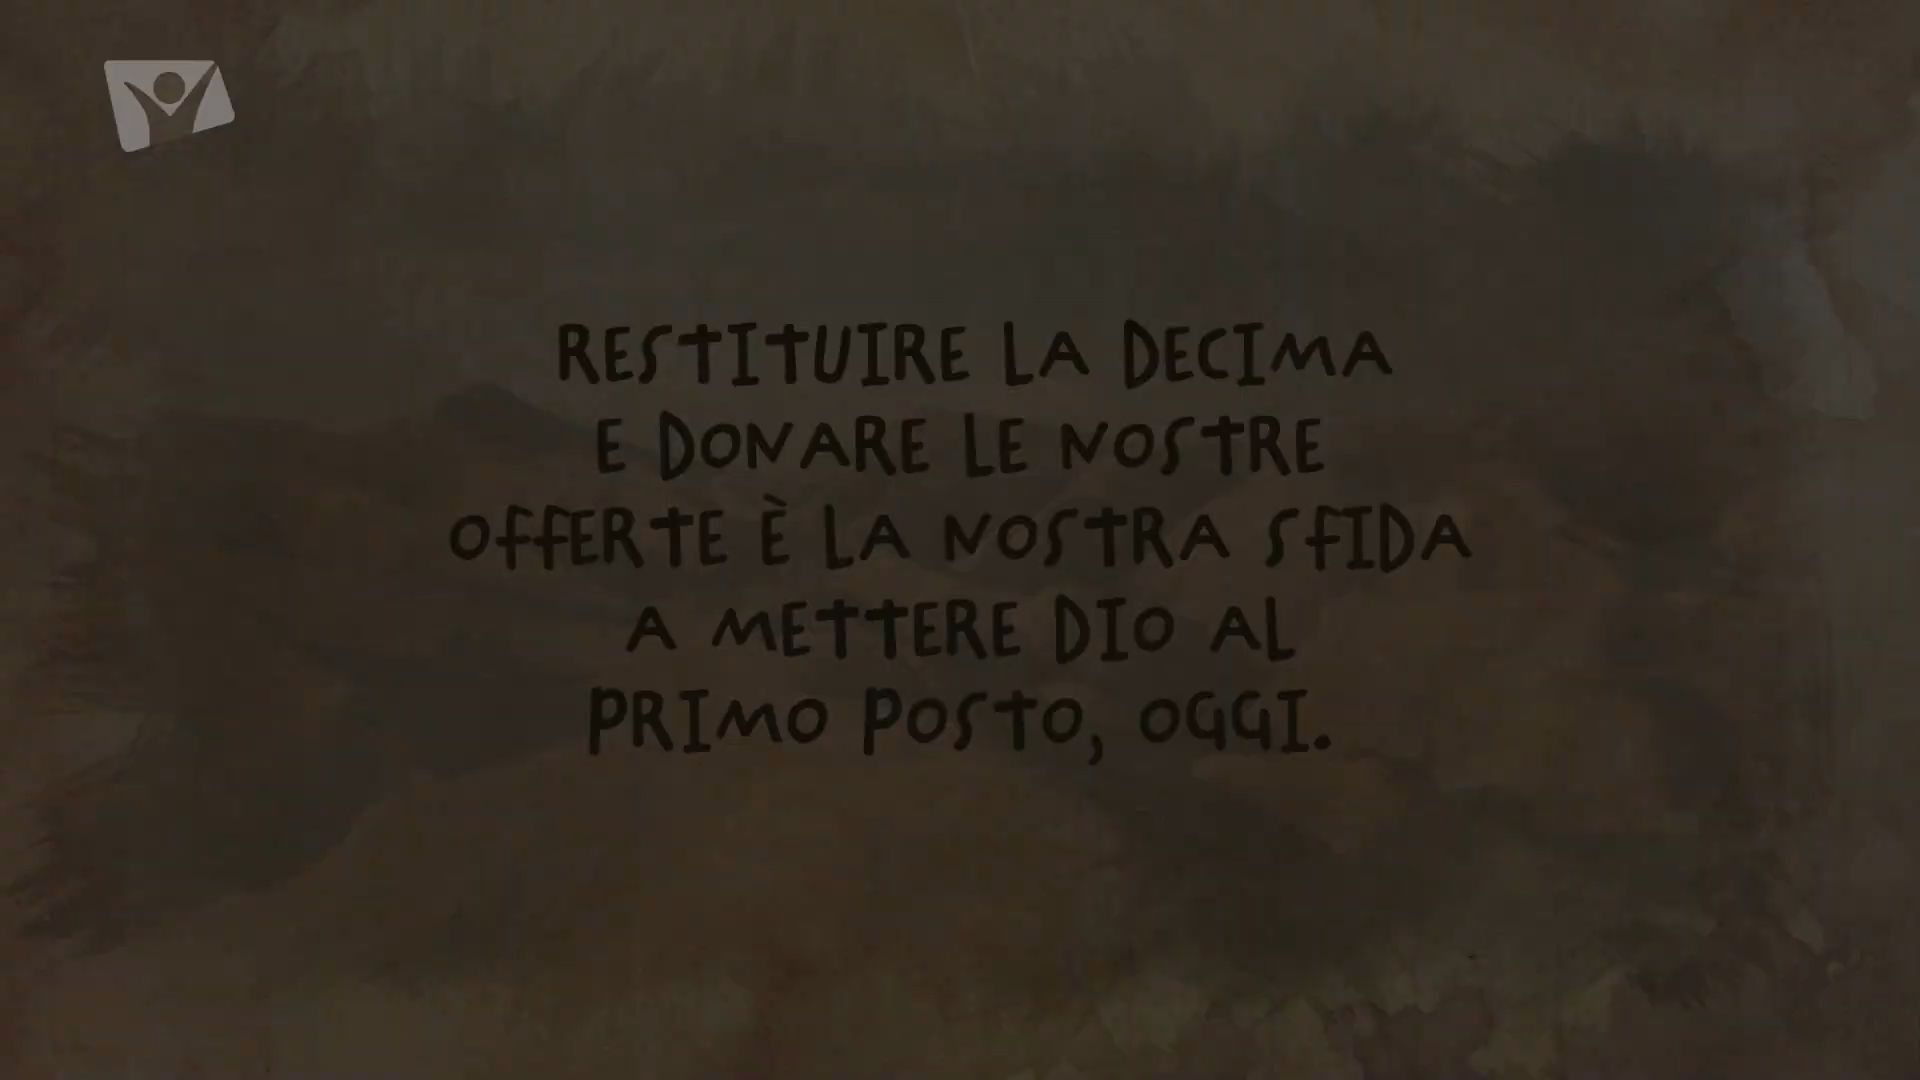 RESTITUIRE LA DECIMA
E DONARE LE NOSTRE
OFFERTE È LA NOSTRA SFIDA
A METTERE DIO AL
PRIMO POSTO, OGGI.